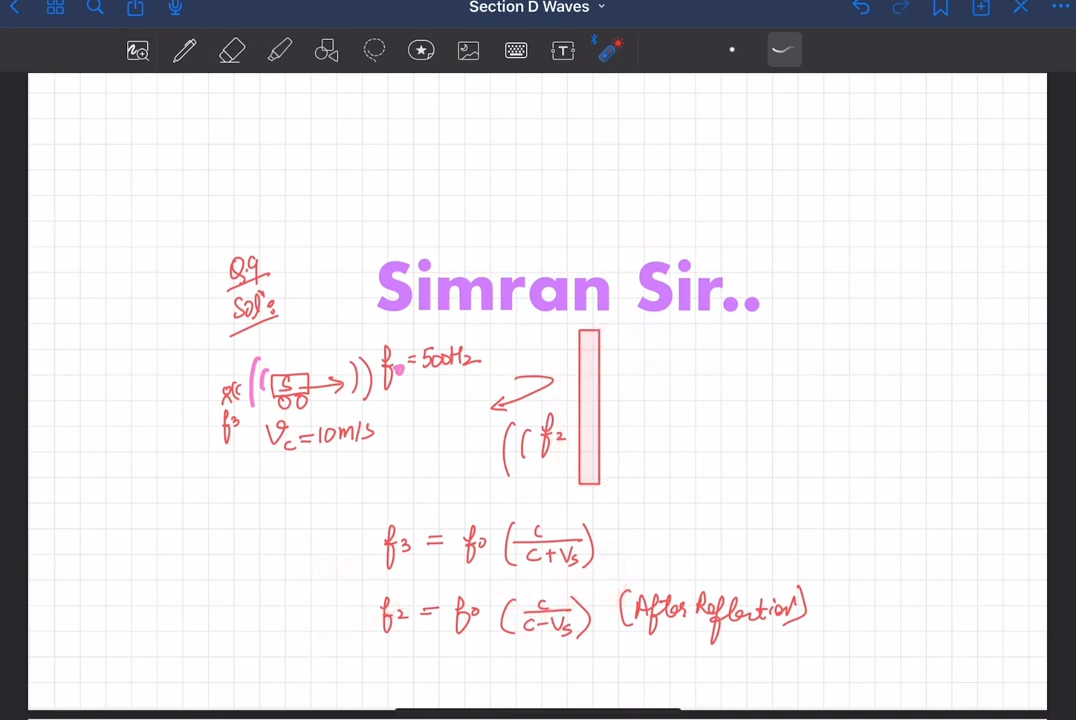 Section D Waves
Q.9
Solⁿ:
Simran Sir..
S
f₀ = 500Hz
f₃
V_c = 10m/s
f₂
f₃ = f₀ (c / (c + Vs))
f₂ = f₀ (c / (c - Vs)) (After Reflection)